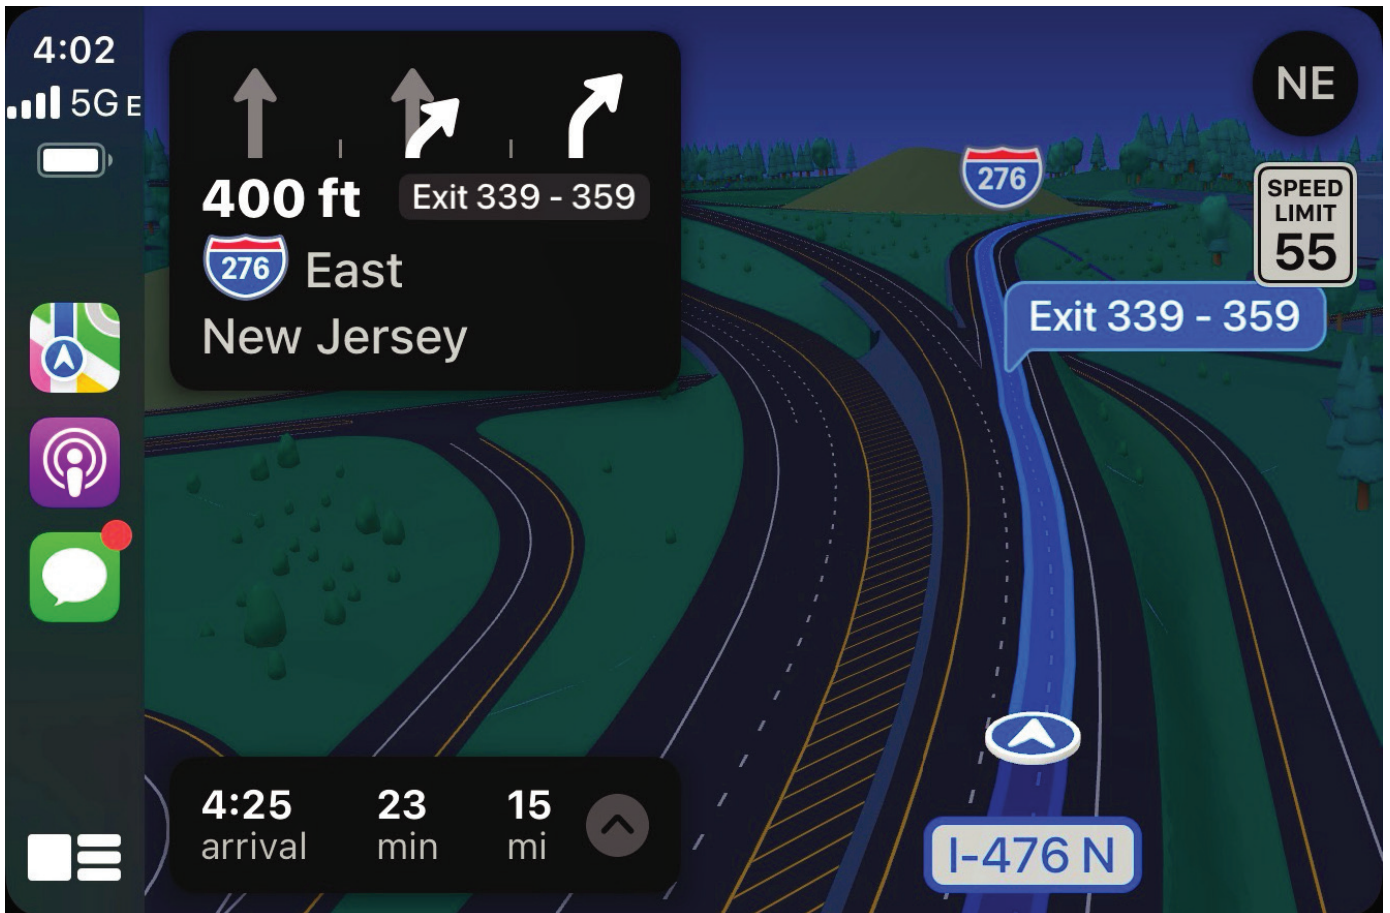 4:02
5G E
400 ft
Exit 339 - 359
276 East
New Jersey
NE
276
SPEED
LIMIT
55
Exit 339 - 359
4:25 23 15
arrival min mi
I-476 N